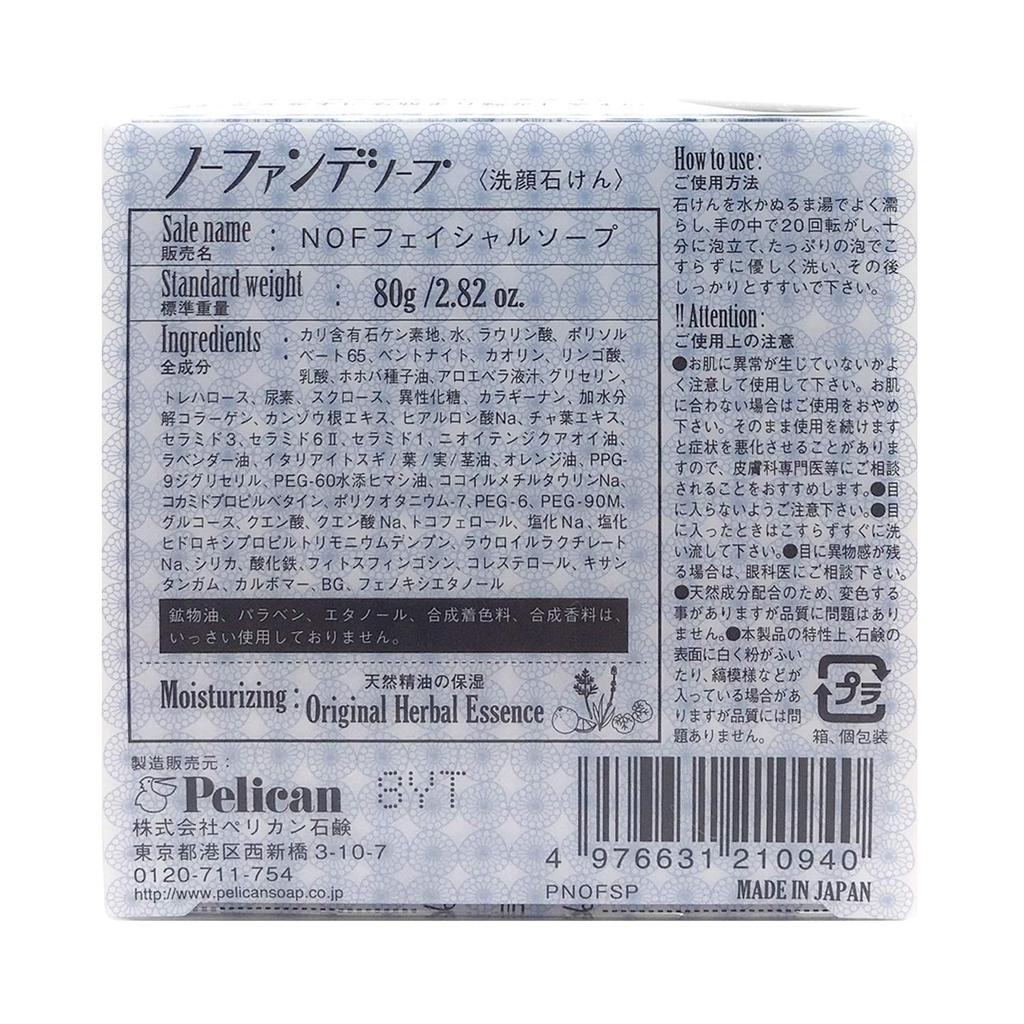 ノーファンデソープ 〈洗顔石けん〉
Sale name : NOFフェイシャルソープ
販売名
Standard weight : 80g /2.82 oz.
標準重量
Ingredients :
全成分
カリ含有石ケン素地、水、ラウリン酸、ポリソル
ベート65、ベントナイト、カオリン、リンゴ酸、
乳酸、ホホバ種子油、アロエベラ液汁、グリセリン、
トレハロース、尿素、スクロース、異性化糖、カラギーナン、加水分
解コラーゲン、カンゾウ根エキス、ヒアルロン酸Na、チャ葉エキス、
セラミド3、セラミド6Ⅱ、セラミド1、ニオイテンジクアオイ油、
ラベンダー油、イタリアイトスギ/葉/実/茎油、オレンジ油、PPG-
9ジグリセリル、PEG-60水添ヒマシ油、ココイルメチルタウリンNa、
コカミドプロピルベタイン、ポリクオタニウム-7、PEG-6、PEG-90M、
グルコース、クエン酸、クエン酸Na、トコフェロール、塩化Na、塩化
ヒドロキシプロピルトリモニウムデンプン、ラウロイルラクチレート
Na、シリカ、酸化鉄、フィトスフィンゴシン、コレステロール、キサン
タンガム、カルボマー、BG、フェノキシエタノール
鉱物油、パラベン、エタノール、合成着色料、合成香料は、
いっさい使用しておりません。
Moisturizing : 天然精油の保湿
Original Herbal Essence
How to use :
ご使用方法
石けんを水かぬるま湯でよく濡
らし、手の中で20回転がし、十
分に泡立て、たっぷりの泡でこ
すらずに優しく洗い、その後
しっかりとすすいで下さい。
!! Attention :
ご使用上の注意
●お肌に異常が生じていないかよ
く注意して使用して下さい。お肌
に合わない場合はご使用をおやめ
下さい。そのまま使用を続けます
と症状を悪化させることがありま
すので、皮膚科専門医等にご相談
されることをおすすめします。●目
に入らないようご注意下さい。●目
に入ったときはこすらずすぐに洗
い流して下さい。●目に異物感が残
る場合は、眼科医にご相談下さい。
●天然成分配合のため、変色する
事がありますが品質に問題はあり
ません。●本製品の特性上、石鹸の
表面に白く粉がふい
たり、縞模様などが
入っている場合があ
りますが品質には問
題ありません。
プラ
箱、個包装
製造販売元:
Pelican
8YT
株式会社ペリカン石鹸
東京都港区西新橋3-10-7
0120-711-754
http://www.pelicansoap.co.jp
4 976631 210940
PNOFSP MADE IN JAPAN